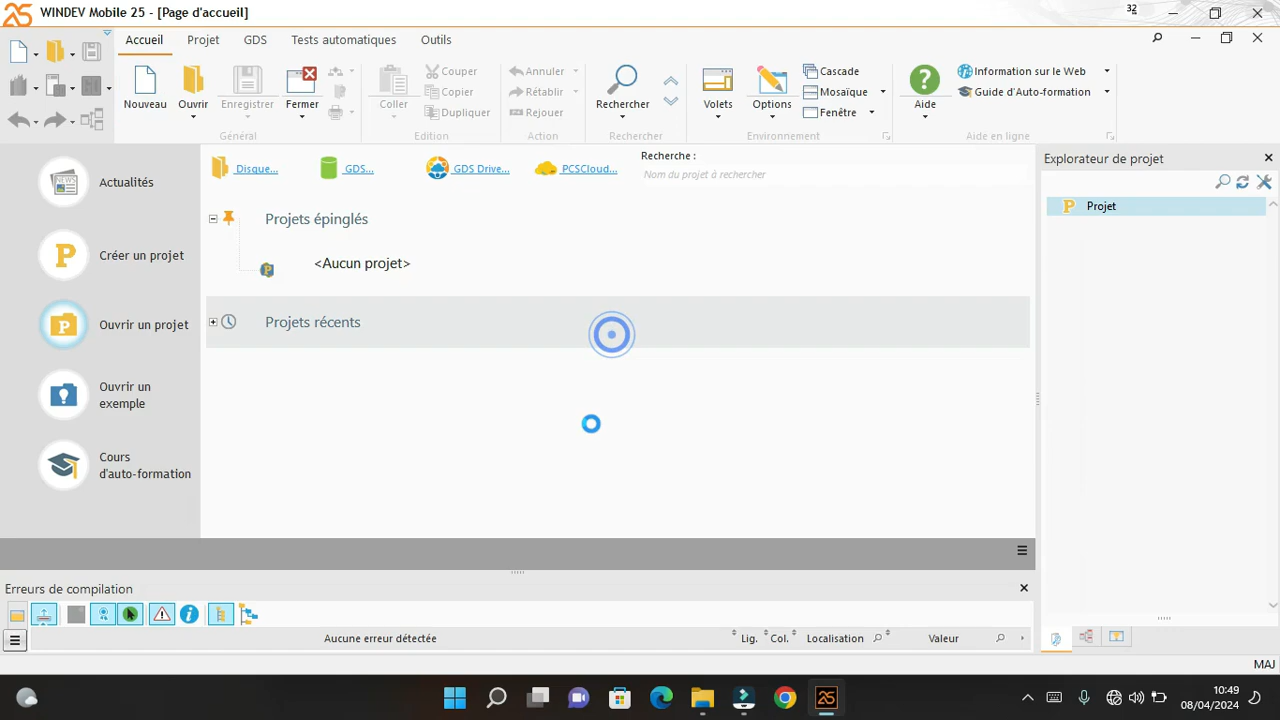 WINDEV Mobile 25 - [Page d'accueil]
32
Accueil
Projet
GDS
Tests automatiques
Outils
Nouveau
Ouvrir
Enregistrer
Fermer
Général
Coller
Couper
Copier
Dupliquer
Edition
Annuler
Rétablir
Rejouer
Action
Rechercher
Rechercher
Volets
Options
Cascade
Mosaïque
Fenêtre
Environnement
Aide
Information sur le Web
Guide d'Auto-formation
Aide en ligne
Actualités
Créer un projet
Ouvrir un projet
Ouvrir un
exemple
Cours
d'auto-formation
Disque...
GDS...
GDS Drive...
PCSCloud...
Recherche :
Nom du projet à rechercher
Projets épinglés
<Aucun projet>
Projets récents
Explorateur de projet
Projet
Erreurs de compilation
Aucune erreur détectée
Lig.
Col.
Localisation
Valeur
MAJ
10:49
08/04/2024